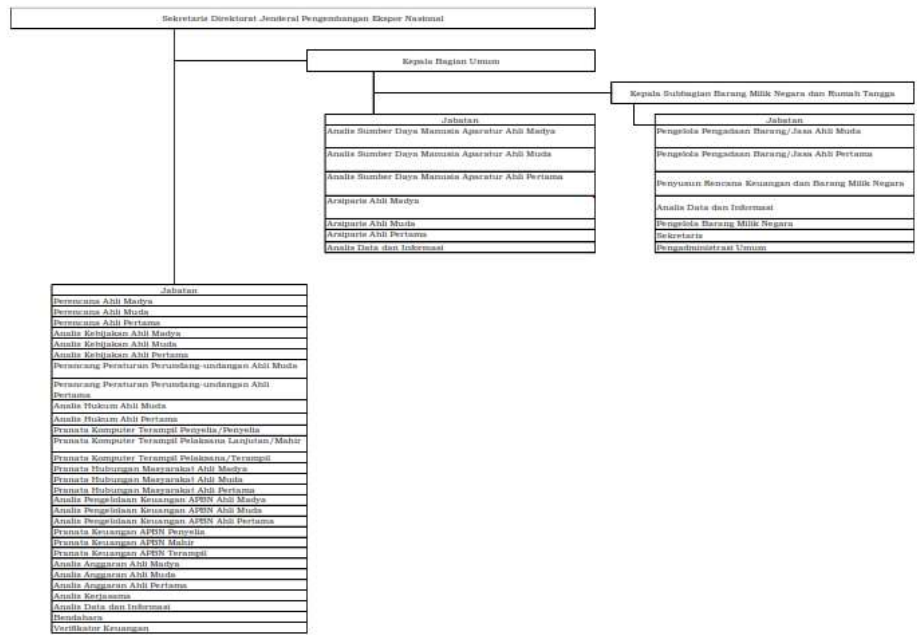 Sekretaris Direktorat Jenderal Pengembangan Ekspor Nasional
Kepala Bagian Umum
Kepala Subbagian Barang Milik Negara dan Rumah Tangga
Jabatan
Analis Sumber Daya Manusia Aparatur Ahli Madya
Analis Sumber Daya Manusia Aparatur Ahli Muda
Analis Sumber Daya Manusia Aparatur Ahli Pertama
Arsiparis Ahli Madya
Arsiparis Ahli Muda
Arsiparis Ahli Pertama
Analis Data dan Informasi
Jabatan
Pengelola Pengadaan Barang/Jasa Ahli Muda
Pengelola Pengadaan Barang/Jasa Ahli Pertama
Penyusun Rencana Keuangan dan Barang Milik Negara
Analis Data dan Informasi
Pengelola Barang Milik Negara
Sekretaris
Pengadministrasi Umum
Jabatan
Perencana Ahli Madya
Perencana Ahli Muda
Perencana Ahli Pertama
Analis Kebijakan Ahli Madya
Analis Kebijakan Ahli Muda
Analis Kebijakan Ahli Pertama
Perancang Peraturan Perundang-undangan Ahli Muda
Perancang Peraturan Perundang-undangan Ahli
Pertama
Analis Hukum Ahli Muda
Analis Hukum Ahli Pertama
Pranata Komputer Terampil Penyelia/Penyelia
Pranata Komputer Terampil Pelaksana Lanjutan/Mahir
Pranata Komputer Terampil Pelaksana/Terampil
Pranata Hubungan Masyarakat Ahli Madya
Pranata Hubungan Masyarakat Ahli Muda
Pranata Hubungan Masyarakat Ahli Pertama
Analis Pengelolaan Keuangan APBN Ahli Madya
Analis Pengelolaan Keuangan APBN Ahli Muda
Analis Pengelolaan Keuangan APBN Ahli Pertama
Pranata Keuangan APBN Penyelia
Pranata Keuangan APBN Mahir
Pranata Keuangan APBN Terampil
Analis Anggaran Ahli Madya
Analis Anggaran Ahli Muda
Analis Anggaran Ahli Pertama
Analis Kerjasama
Analis Data dan Informasi
Bendahara
Verifikator Keuangan